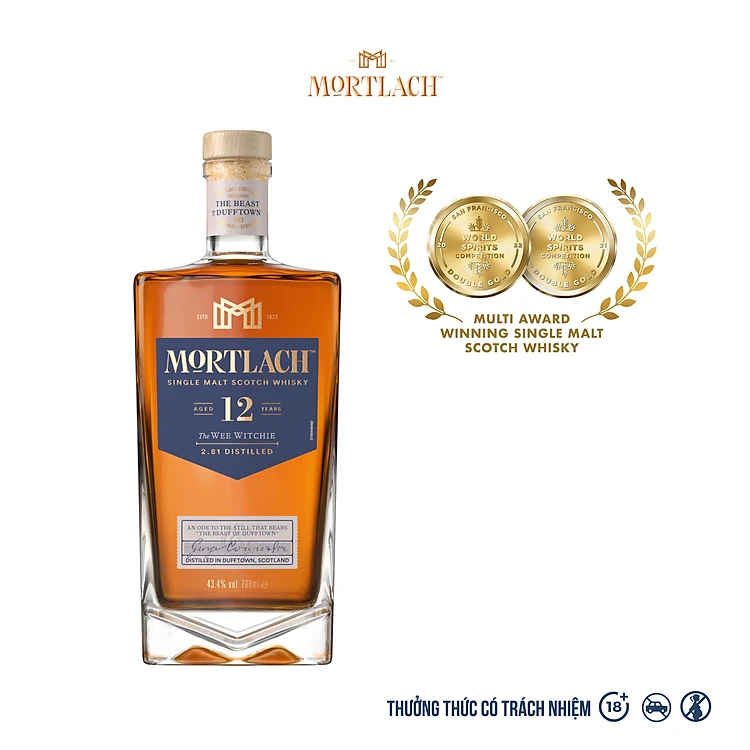 MORTLACH™
THE BEAST
OF DUFFTOWN
ESTD 1823
MORTLACH™
SINGLE MALT SCOTCH WHISKY
AGED 12 YEARS
The WEE WITCHIE
2.81 DISTILLED
AN ODE TO THE STILL THAT BEARS
"THE BEAST OF DUFFTOWN"
DISTILLED IN DUFFTOWN, SCOTLAND
43.4% vol 700ml e
SAN FRANCISCO
20 22
WORLD
SPIRITS
COMPETITION
DOUBLE GOLD
SAN FRANCISCO
21
WORLD
SPIRITS
COMPETITION
DOUBLE GOLD
MULTI AWARD
WINNING SINGLE MALT
SCOTCH WHISKY
THƯỞNG THỨC CÓ TRÁCH NHIỆM 18+